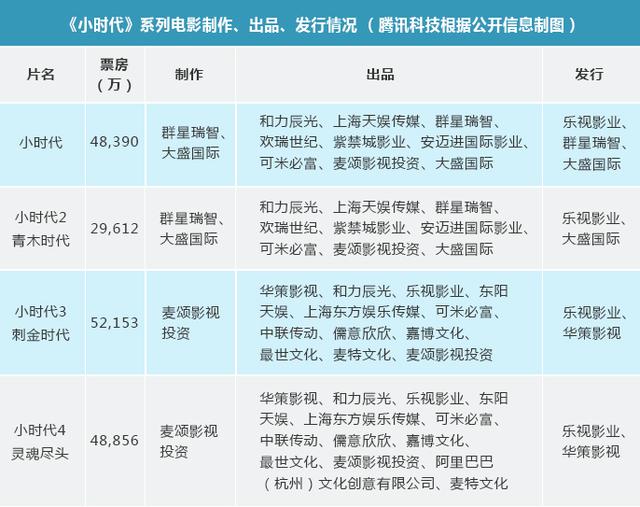 《小时代》系列电影制作、出品、发行情况 （ 腾讯科技根据公开信息制图 ）
片名
票房
（万）
制作
出品
发行
小时代
48,390
群星瑞智、
大盛国际
和力辰光、上海天娱传媒、群星瑞智、
欢瑞世纪、紫禁城影业、安迈进国际影业、
可米必富、麦颂影视投资、大盛国际
乐视影业、
群星瑞智、
大盛国际
小时代2
青木时代
29,612
群星瑞智、
大盛国际
和力辰光、上海天娱传媒、群星瑞智、
欢瑞世纪、紫禁城影业、安迈进国际影业、
可米必富、麦颂影视投资、大盛国际
乐视影业、
大盛国际
小时代3
刺金时代
52,153
麦颂影视
投资
华策影视、和力辰光、乐视影业、东阳
天娱、上海东方娱乐传媒、可米必富、
中联传动、儒意欣欣、嘉博文化、
最世文化、麦特文化、麦颂影视投资
乐视影业、
华策影视
小时代4
灵魂尽头
48,856
麦颂影视
投资
华策影视、和力辰光、乐视影业、东阳
天娱、上海东方娱乐传媒、可米必富、
中联传动、儒意欣欣、嘉博文化、
最世文化、麦颂影视投资、阿里巴巴
（杭州）文化创意有限公司、麦特文化
乐视影业、
华策影视